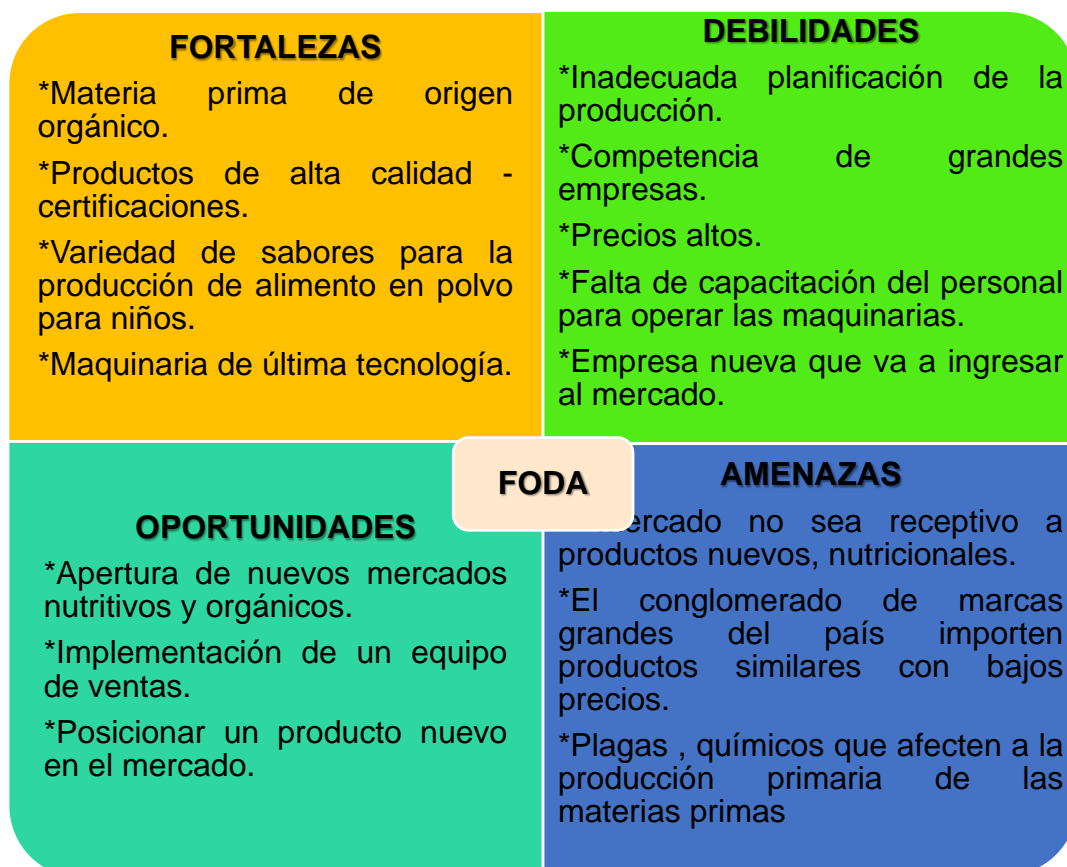 FORTALEZAS
*Materia prima de origen
orgánico.
*Productos de alta calidad -
certificaciones.
*Variedad de sabores para la
producción de alimento en polvo
para niños.
*Maquinaria de última tecnología.
DEBILIDADES
*Inadecuada planificación de la
producción.
*Competencia de grandes
empresas.
*Precios altos.
*Falta de capacitación del personal
para operar las maquinarias.
*Empresa nueva que va a ingresar
al mercado.
FODA
OPORTUNIDADES
*Apertura de nuevos mercados
nutritivos y orgánicos.
*Implementación de un equipo
de ventas.
*Posicionar un producto nuevo
en el mercado.
AMENAZAS
no sea receptivo a
productos nuevos, nutricionales.
*El conglomerado de marcas
grandes del país importen
productos similares con bajos
precios.
*Plagas , químicos que afecten a la
producción primaria de las
materias primas